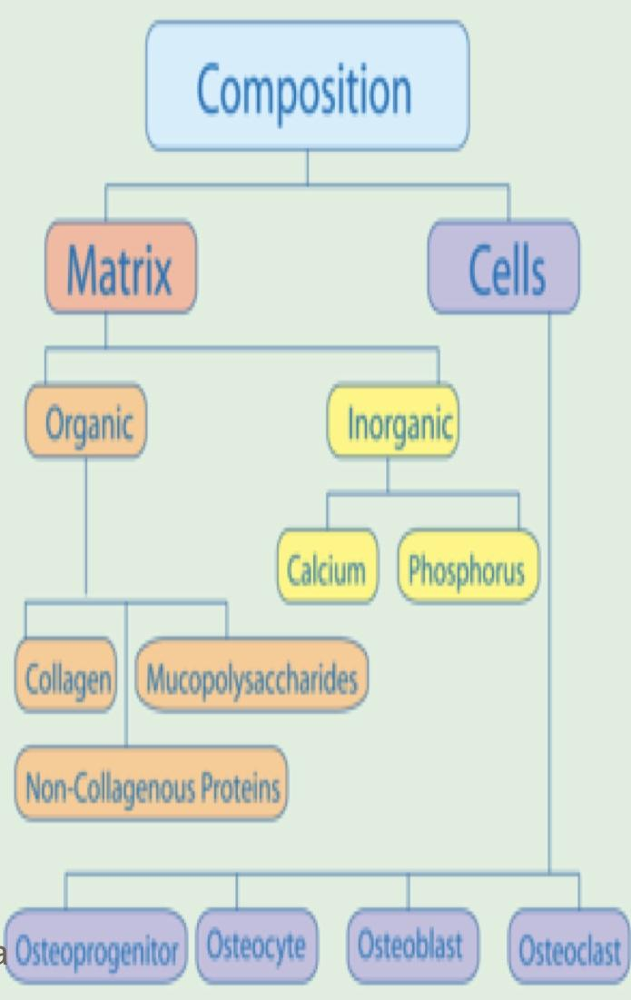 Composition
Matrix
Cells
Organic
Inorganic
Calcium
Phosphorus
Collagen
Mucopolysaccharides
Non-Collagenous Proteins
a
Osteoprogenitor
Osteocyte
Osteoblast
Osteoclast